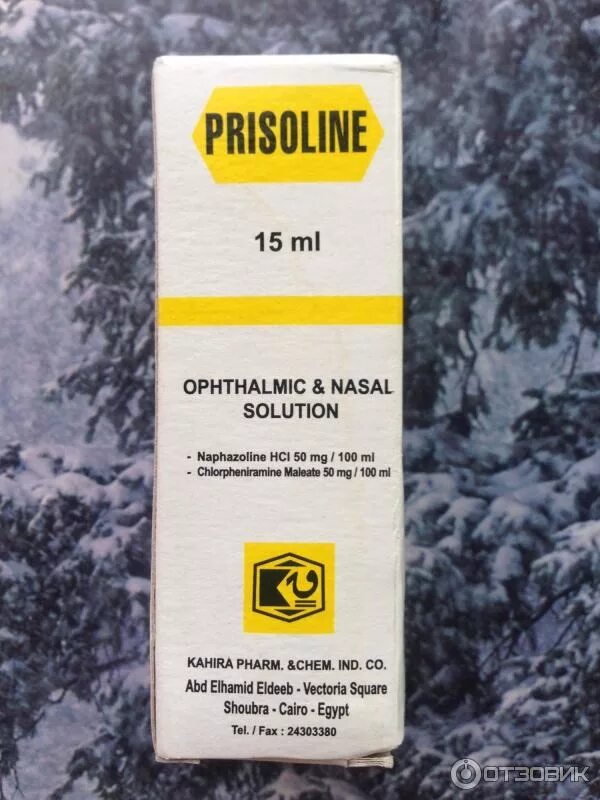 PRISOLINE
15 ml
OPHTHALMIC & NASAL
SOLUTION
- Naphazoline HCl 50 mg / 100 ml
- Chlorpheniramine Maleate 50 mg / 100 ml
KAHIRA PHARM. &CHEM. IND. CO.
Abd Elhamid Eldeeb - Vectoria Square
Shoubra - Cairo - Egypt
Tel. / Fax : 24303380
ОТЗОВИК